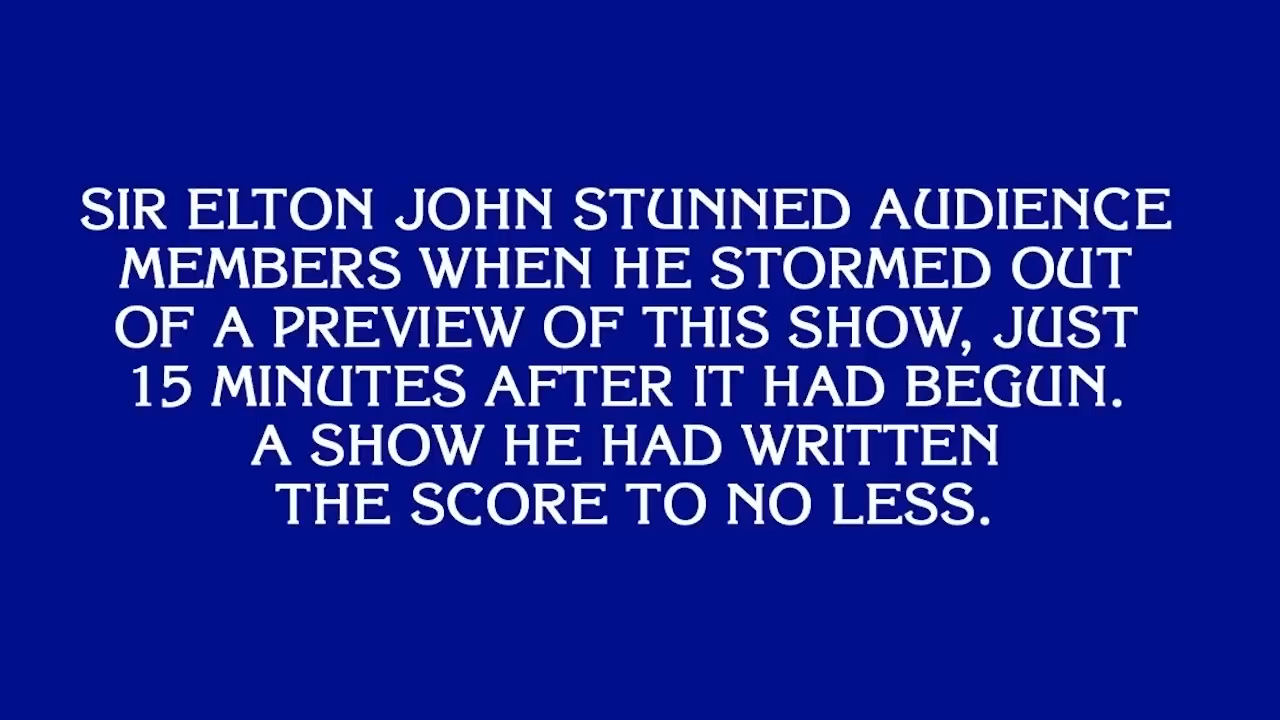 SIR ELTON JOHN STUNNED AUDIENCE
MEMBERS WHEN HE STORMED OUT
OF A PREVIEW OF THIS SHOW, JUST
15 MINUTES AFTER IT HAD BEGUN.
A SHOW HE HAD WRITTEN
THE SCORE TO NO LESS.